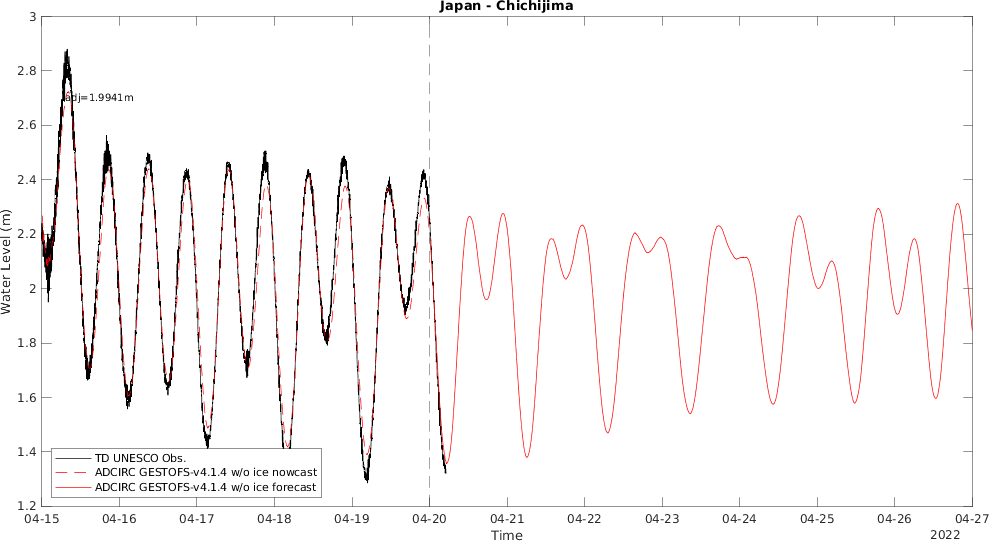 Japan - Chichijima
3
2.8
adj=1.9941m
2.6
2.4
2.2
Water Level (m)
2
1.8
1.6
1.4
1.2
TD UNESCO Obs.
ADCIRC GESTOFS-v4.1.4 w/o ice nowcast
ADCIRC GESTOFS-v4.1.4 w/o ice forecast
04-15 04-16 04-17 04-18 04-19 04-20 04-21 04-22 04-23 04-24 04-25 04-26 04-27
Time
2022